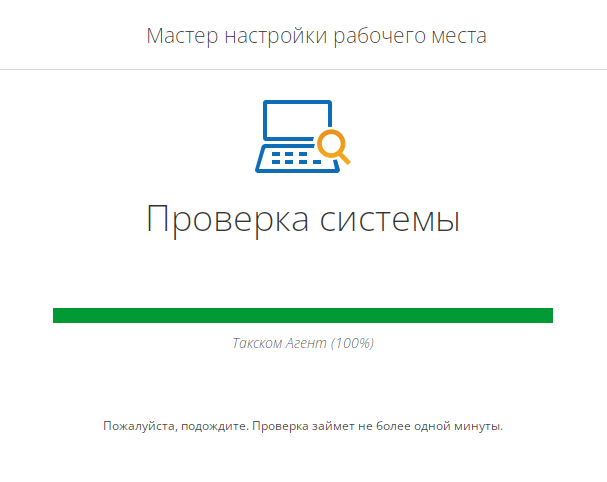 Мастер настройки рабочего места
Проверка системы
Такском Агент (100%)
Пожалуйста, подождите. Проверка займет не более одной минуты.